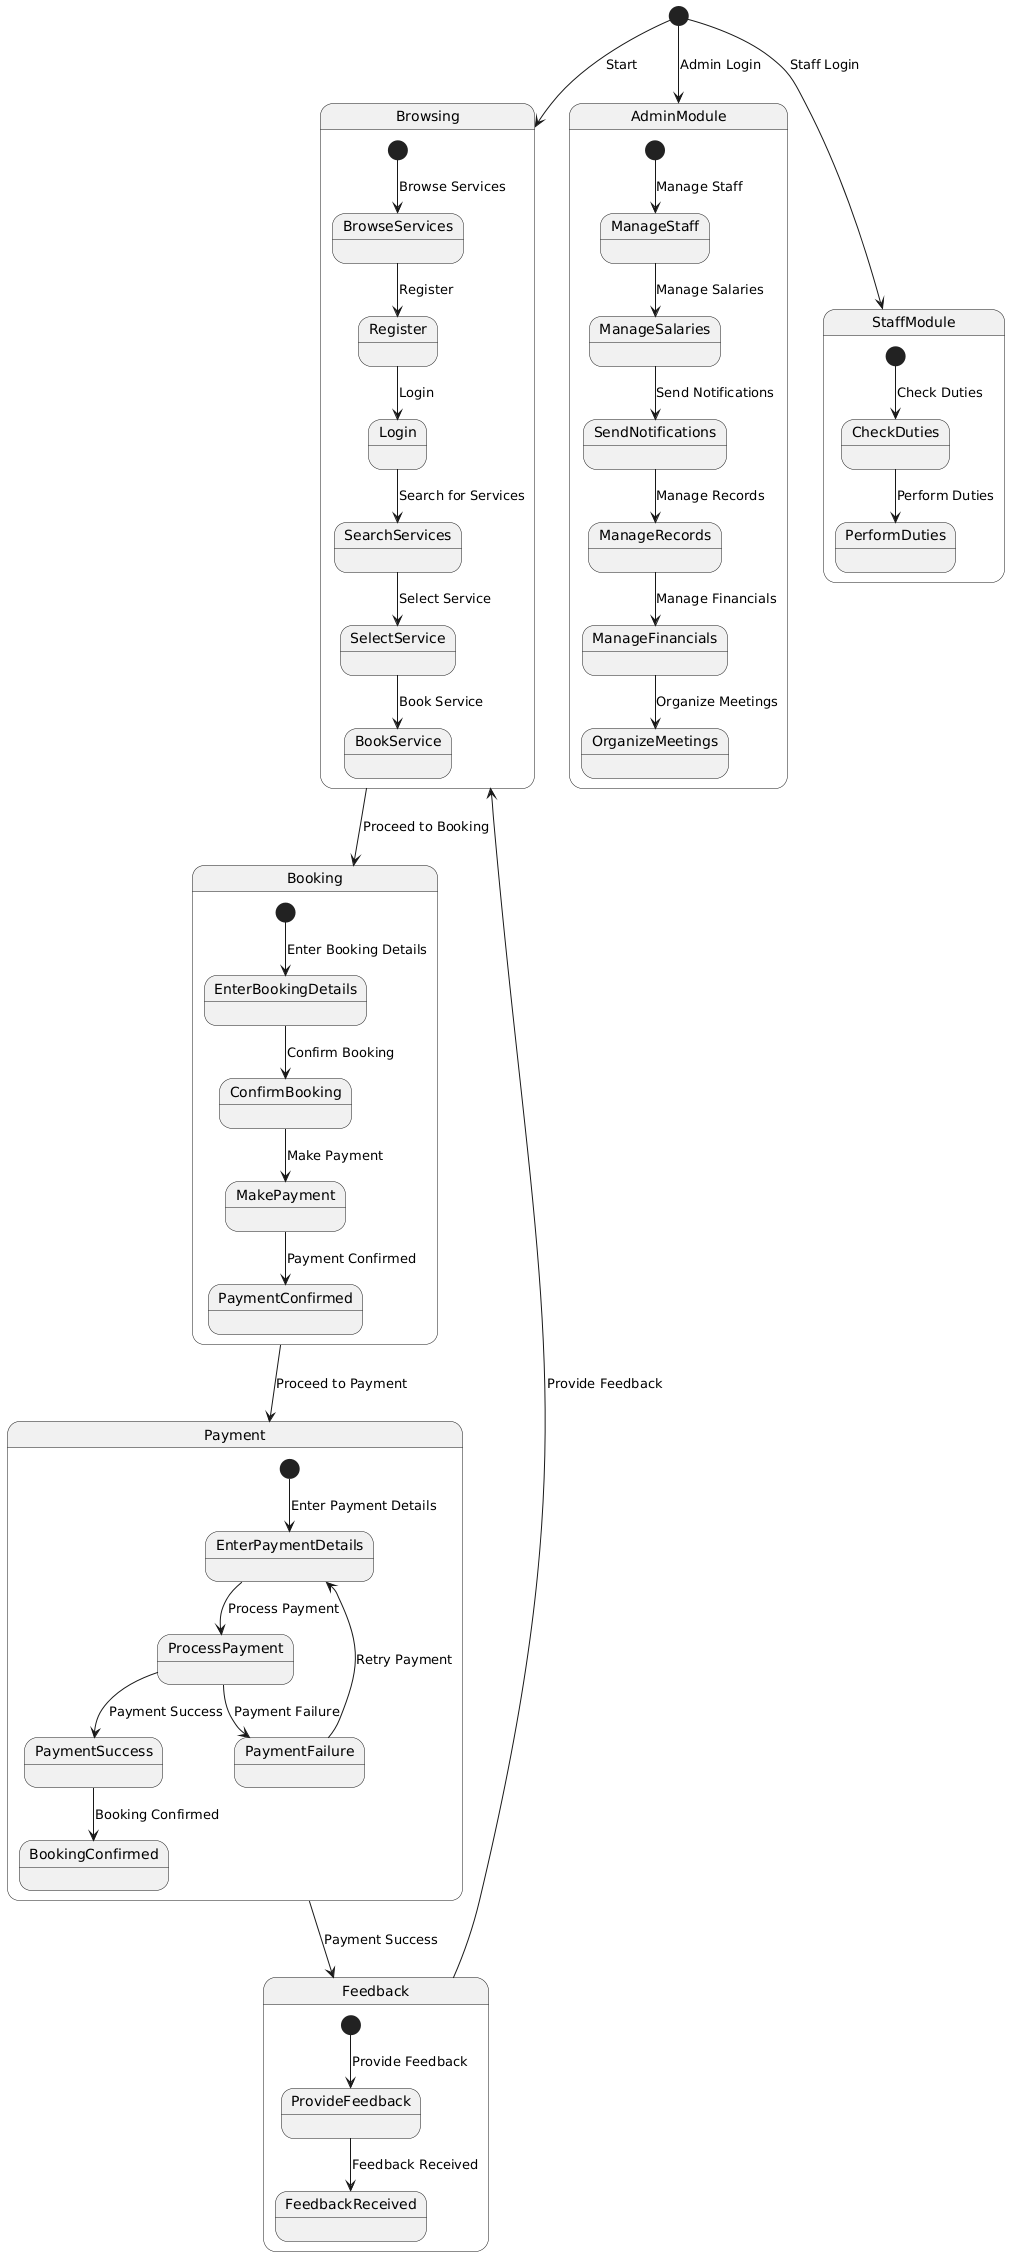 Start
Admin Login
Staff Login
Browsing
Browse Services
BrowseServices
Register
Register
Login
Login
Search for Services
SearchServices
Select Service
SelectService
Book Service
BookService
AdminModule
Manage Staff
ManageStaff
Manage Salaries
ManageSalaries
Send Notifications
SendNotifications
Manage Records
ManageRecords
Manage Financials
ManageFinancials
Organize Meetings
OrganizeMeetings
StaffModule
Check Duties
CheckDuties
Perform Duties
PerformDuties
Proceed to Booking
Booking
Enter Booking Details
EnterBookingDetails
Confirm Booking
ConfirmBooking
Make Payment
MakePayment
Payment Confirmed
PaymentConfirmed
Proceed to Payment
Provide Feedback
Payment
Enter Payment Details
EnterPaymentDetails
Process Payment
ProcessPayment
Retry Payment
Payment Success
Payment Failure
PaymentSuccess
PaymentFailure
Booking Confirmed
BookingConfirmed
Payment Success
Feedback
Provide Feedback
ProvideFeedback
Feedback Received
FeedbackReceived